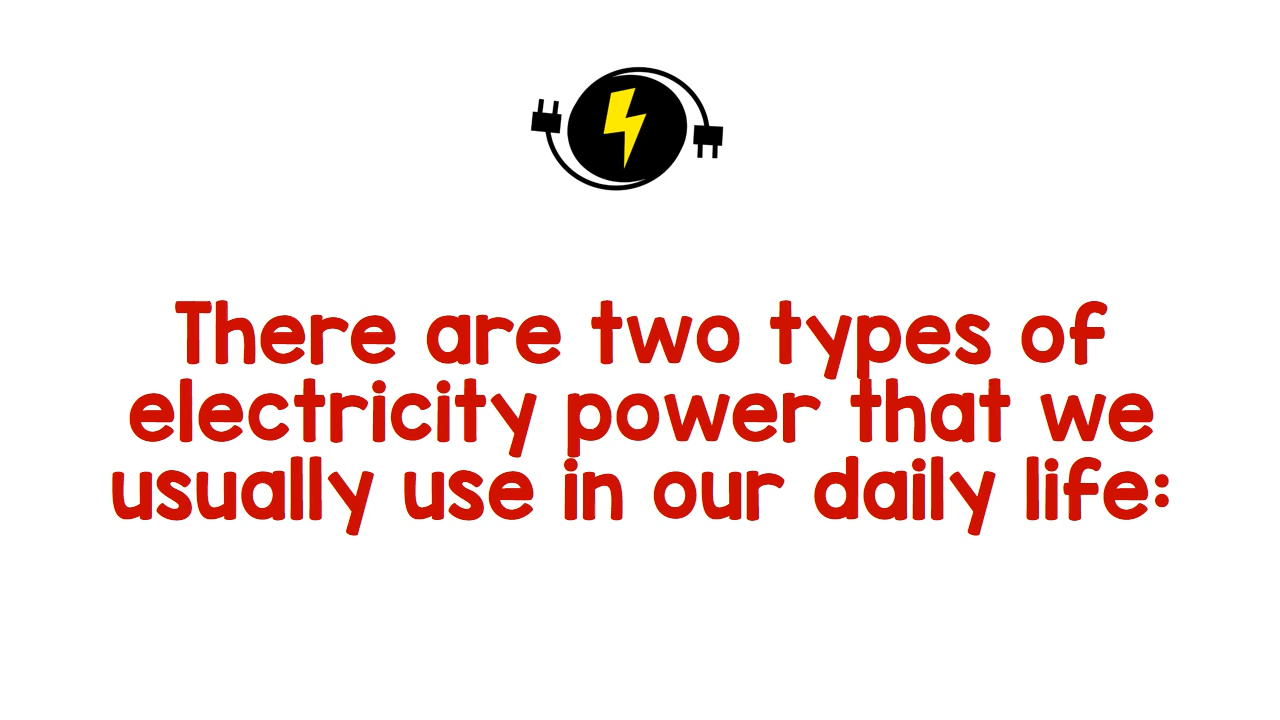 There are two types of
electricity power that we
usually use in our daily life: